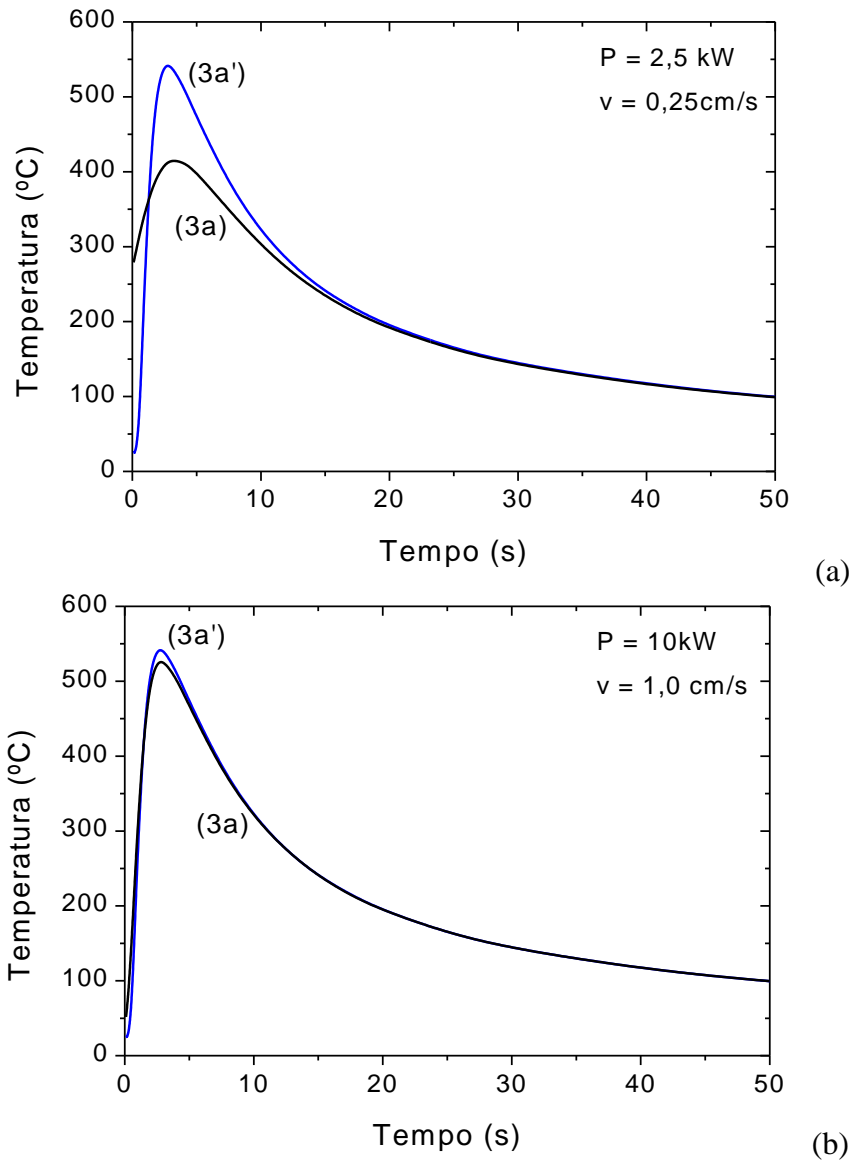 600
500
400
300
200
100
0
Temperatura (ºC)
(3a')
(3a)
P = 2,5 kW
v = 0,25cm/s
0 10 20 30 40 50
Tempo (s)
(a)
600
500
400
300
200
100
0
Temperatura (ºC)
(3a')
(3a)
P = 10kW
v = 1,0 cm/s
0 10 20 30 40 50
Tempo (s)
(b)